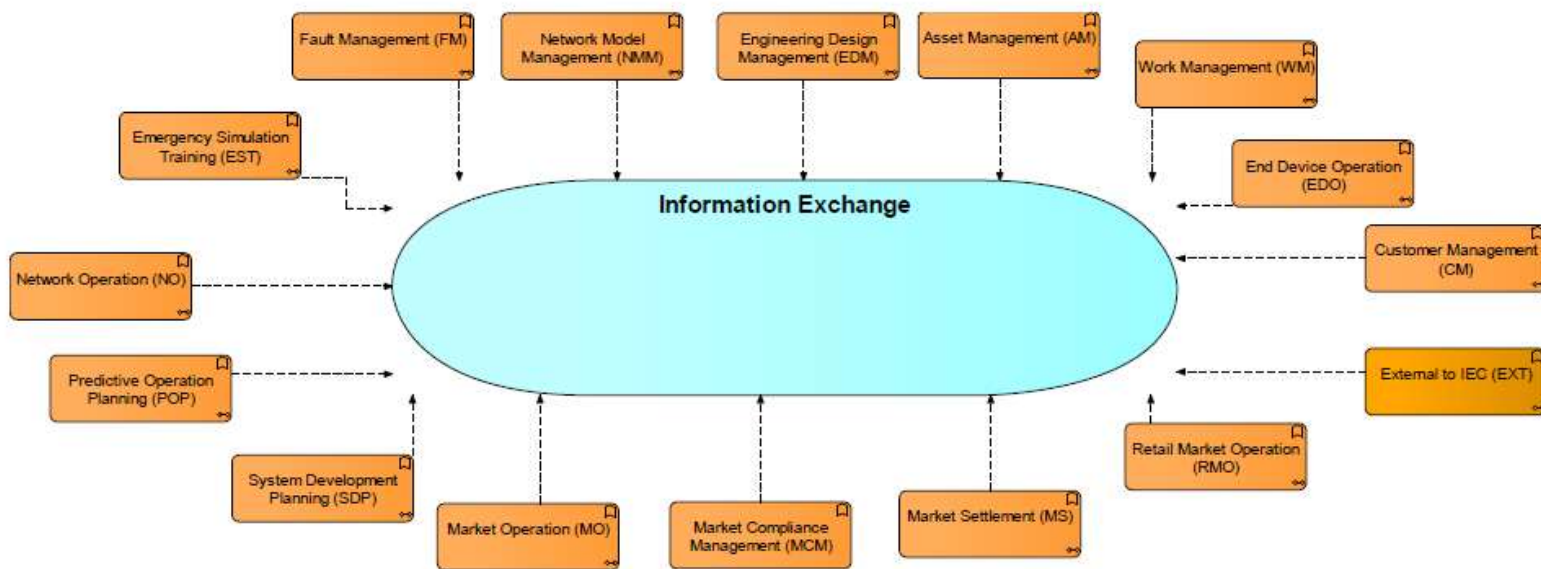 Fault Management (FM)
Network Model
Management (NMM)
Engineering Design
Management (EDM)
Asset Management (AM)
Work Management (WM)
Emergency Simulation
Training (EST)
End Device Operation
(EDO)
Information Exchange
Network Operation (NO)
Customer Management
(CM)
Predictive Operation
Planning (POP)
External to IEC (EXT)
System Development
Planning (SDP)
Retail Market Operation
(RMO)
Market Operation (MO)
Market Compliance
Management (MCM)
Market Settlement (MS)